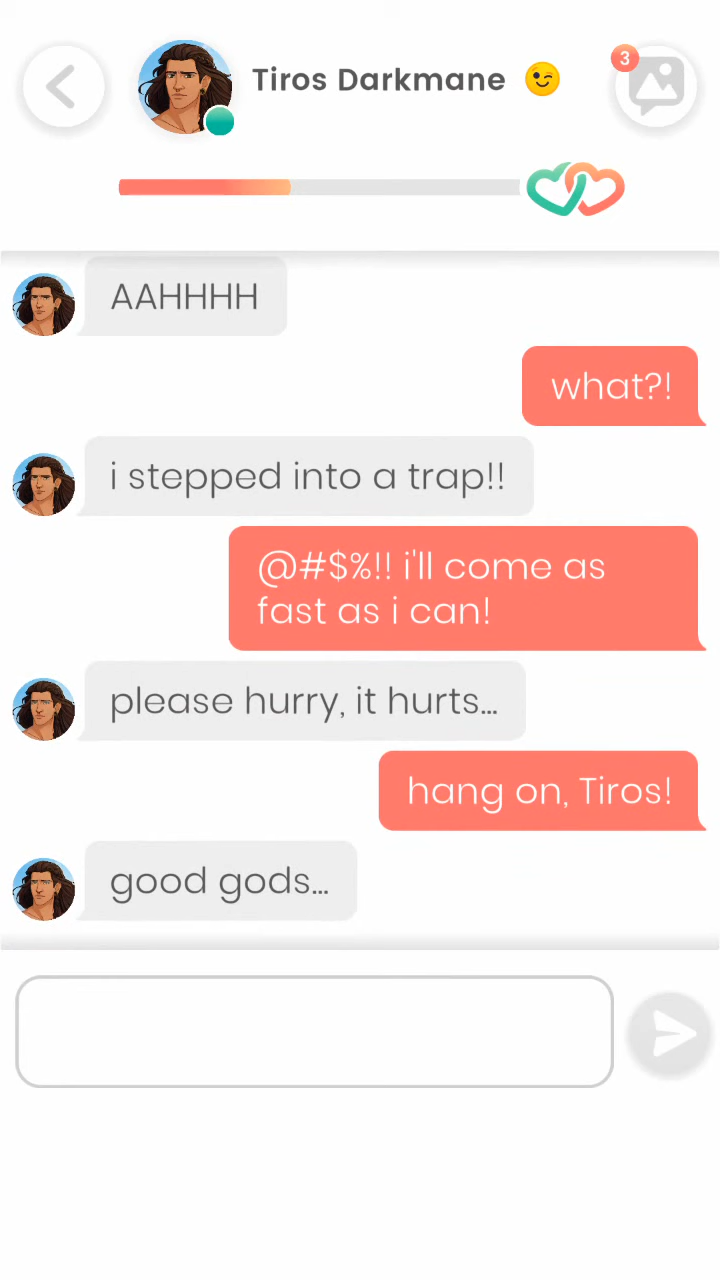 Tiros Darkmane
3
AAHHHH
what?!
i stepped into a trap!!
@#$%!! i'll come as
fast as i can!
please hurry, it hurts...
hang on, Tiros!
good gods...